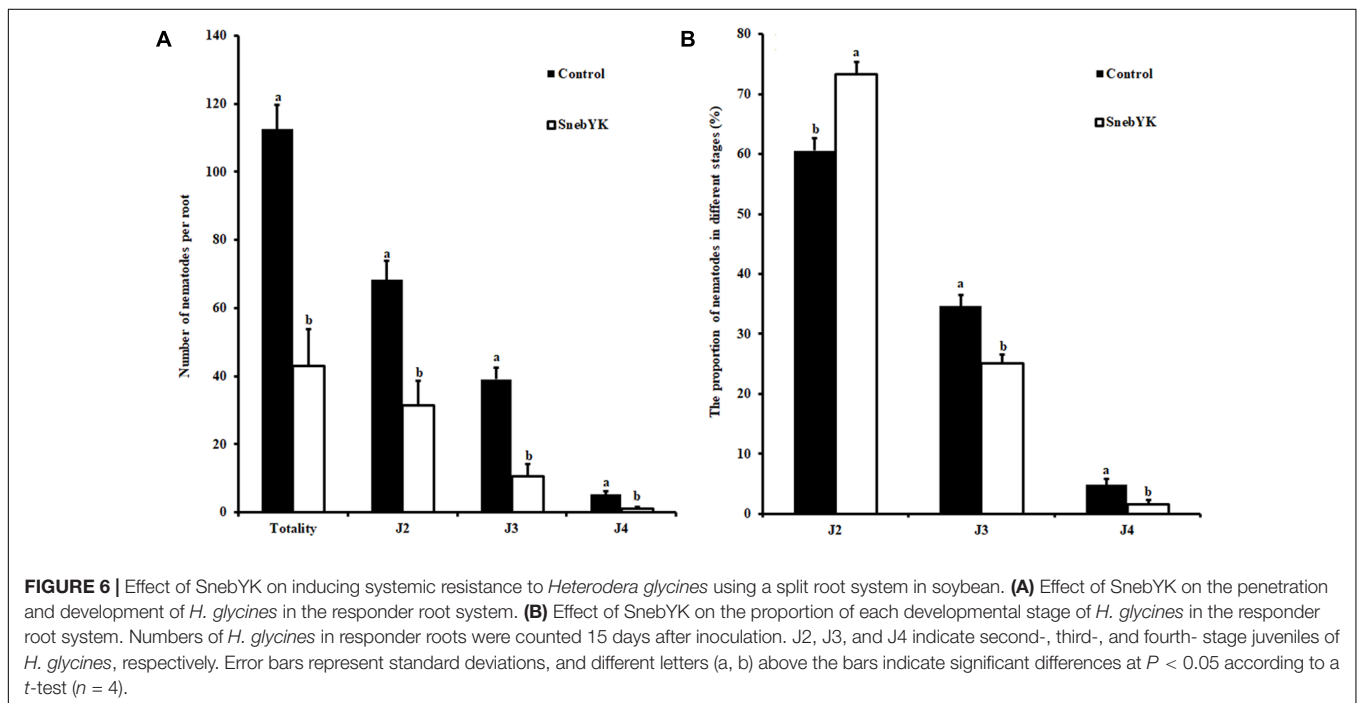 A
Number of nematodes per root
140
120
100
80
60
40
20
0
Control
SnebYK
a
b
a
b
a
b
a
b
Totality J2 J3 J4
B
The proportion of nematodes in different stages (%)
80
70
60
50
40
30
20
10
0
Control
SnebYK
b
a
a
b
a
b
J2 J3 J4
FIGURE 6 | Effect of SnebYK on inducing systemic resistance to Heterodera glycines using a split root system in soybean. (A) Effect of SnebYK on the penetration
and development of H. glycines in the responder root system. (B) Effect of SnebYK on the proportion of each developmental stage of H. glycines in the responder
root system. Numbers of H. glycines in responder roots were counted 15 days after inoculation. J2, J3, and J4 indicate second-, third-, and fourth- stage juveniles of
H. glycines, respectively. Error bars represent standard deviations, and different letters (a, b) above the bars indicate significant differences at P < 0.05 according to a
t-test (n = 4).